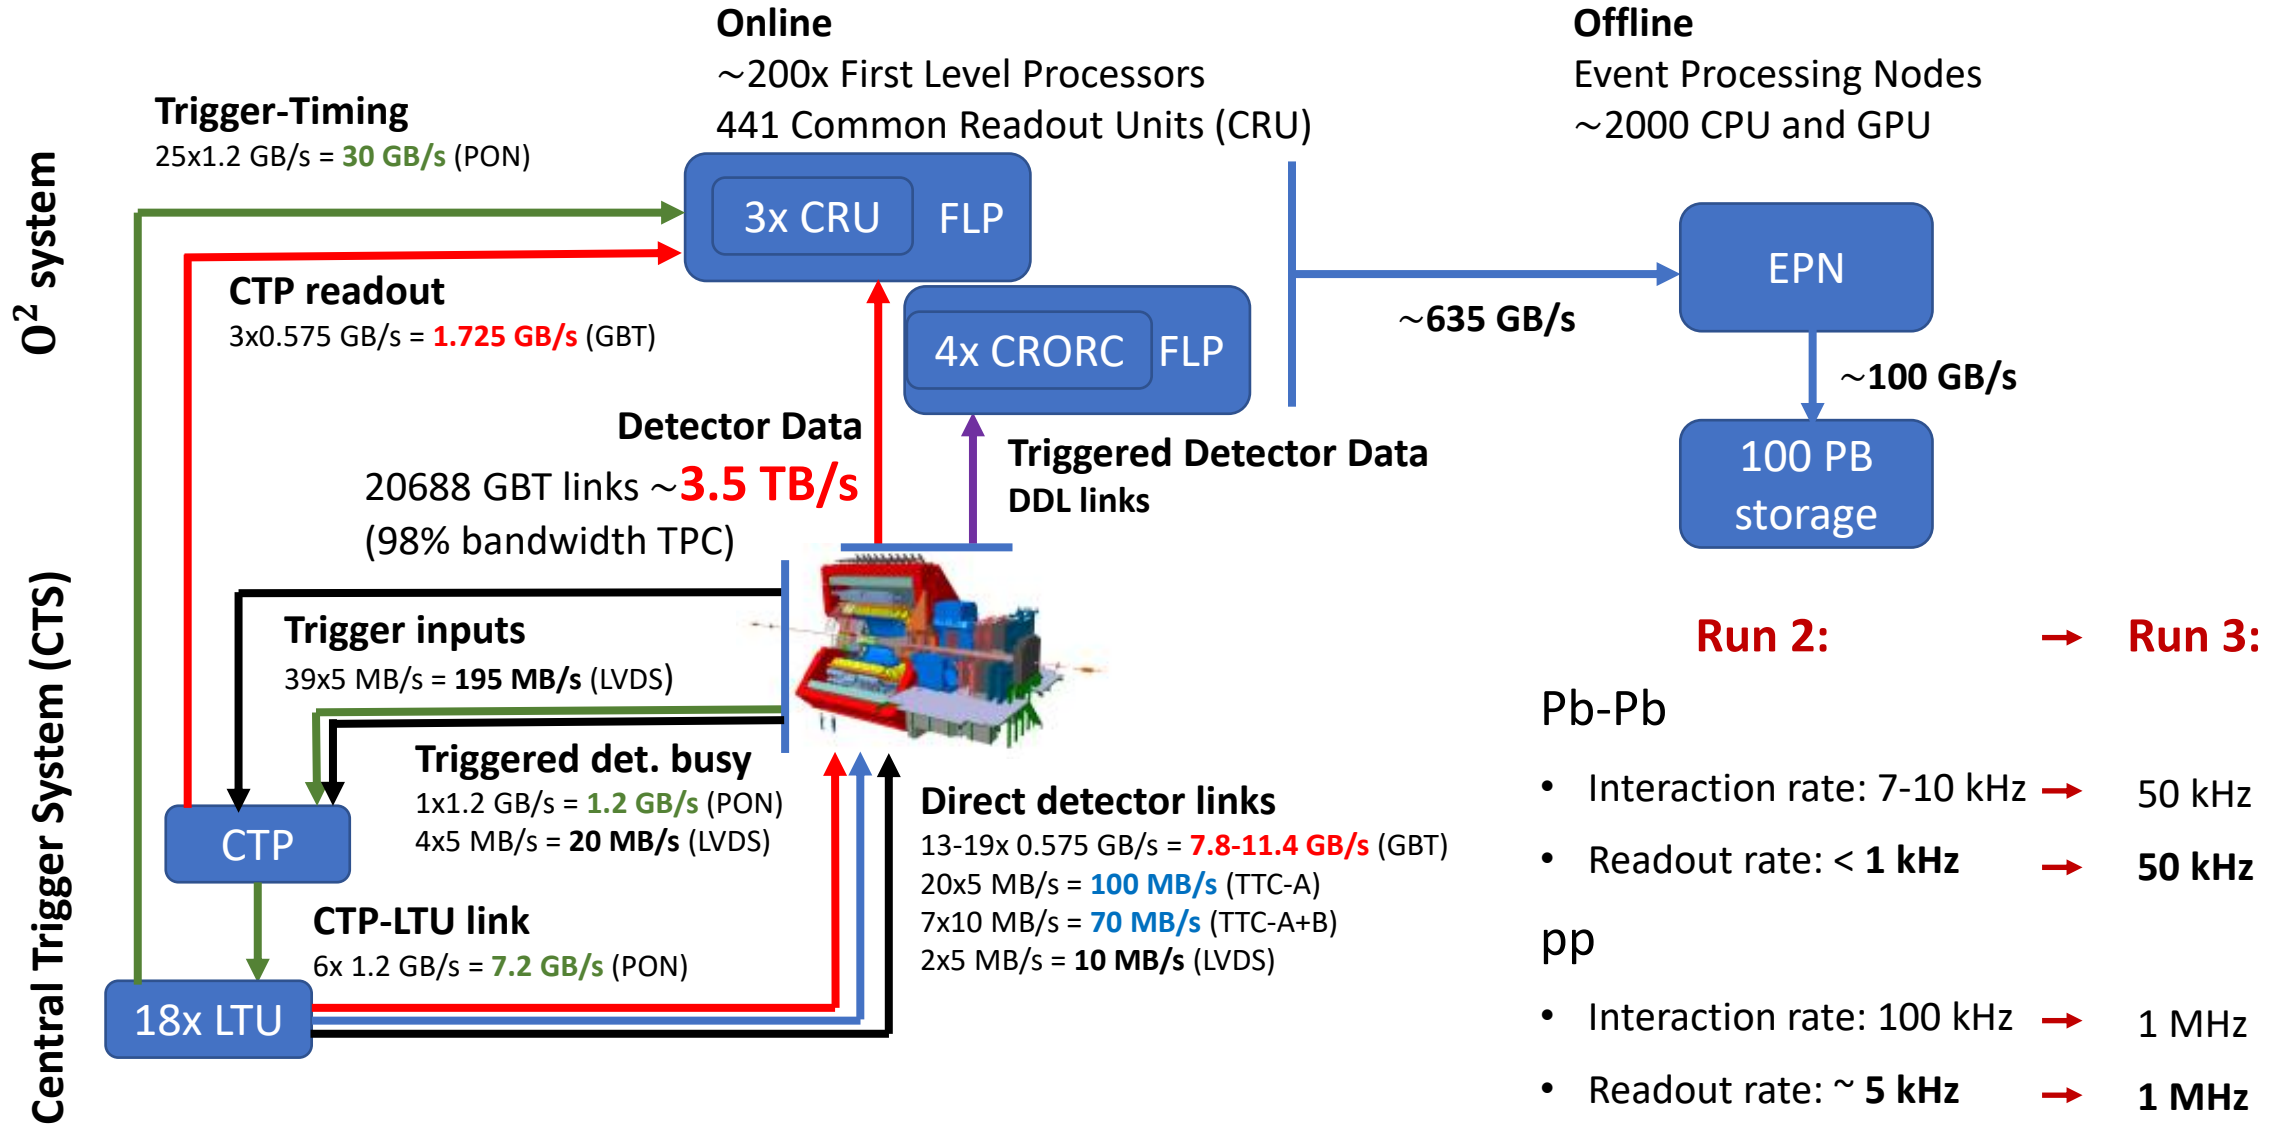 Online
~200x First Level Processors
441 Common Readout Units (CRU)
Offline
Event Processing Nodes
~2000 CPU and GPU
Trigger-Timing
25x1.2 GB/s = 30 GB/s (PON)
O² system
3x CRU FLP
CTP readout
3x0.575 GB/s = 1.725 GB/s (GBT)
4x CRORC FLP
EPN
~635 GB/s
~100 GB/s
100 PB
storage
Detector Data
20688 GBT links ~3.5 TB/s
(98% bandwidth TPC)
Triggered Detector Data
DDL links
Central Trigger System (CTS)
Trigger inputs
39x5 MB/s = 195 MB/s (LVDS)
Triggered det. busy
1x1.2 GB/s = 1.2 GB/s (PON)
4x5 MB/s = 20 MB/s (LVDS)
CTP
CTP-LTU link
6x 1.2 GB/s = 7.2 GB/s (PON)
18x LTU
Direct detector links
13-19x 0.575 GB/s = 7.8-11.4 GB/s (GBT)
20x5 MB/s = 100 MB/s (TTC-A)
7x10 MB/s = 70 MB/s (TTC-A+B)
2x5 MB/s = 10 MB/s (LVDS)
Run 2: → Run 3:
Pb-Pb
• Interaction rate: 7-10 kHz → 50 kHz
• Readout rate: < 1 kHz → 50 kHz
pp
• Interaction rate: 100 kHz → 1 MHz
• Readout rate: ~ 5 kHz → 1 MHz